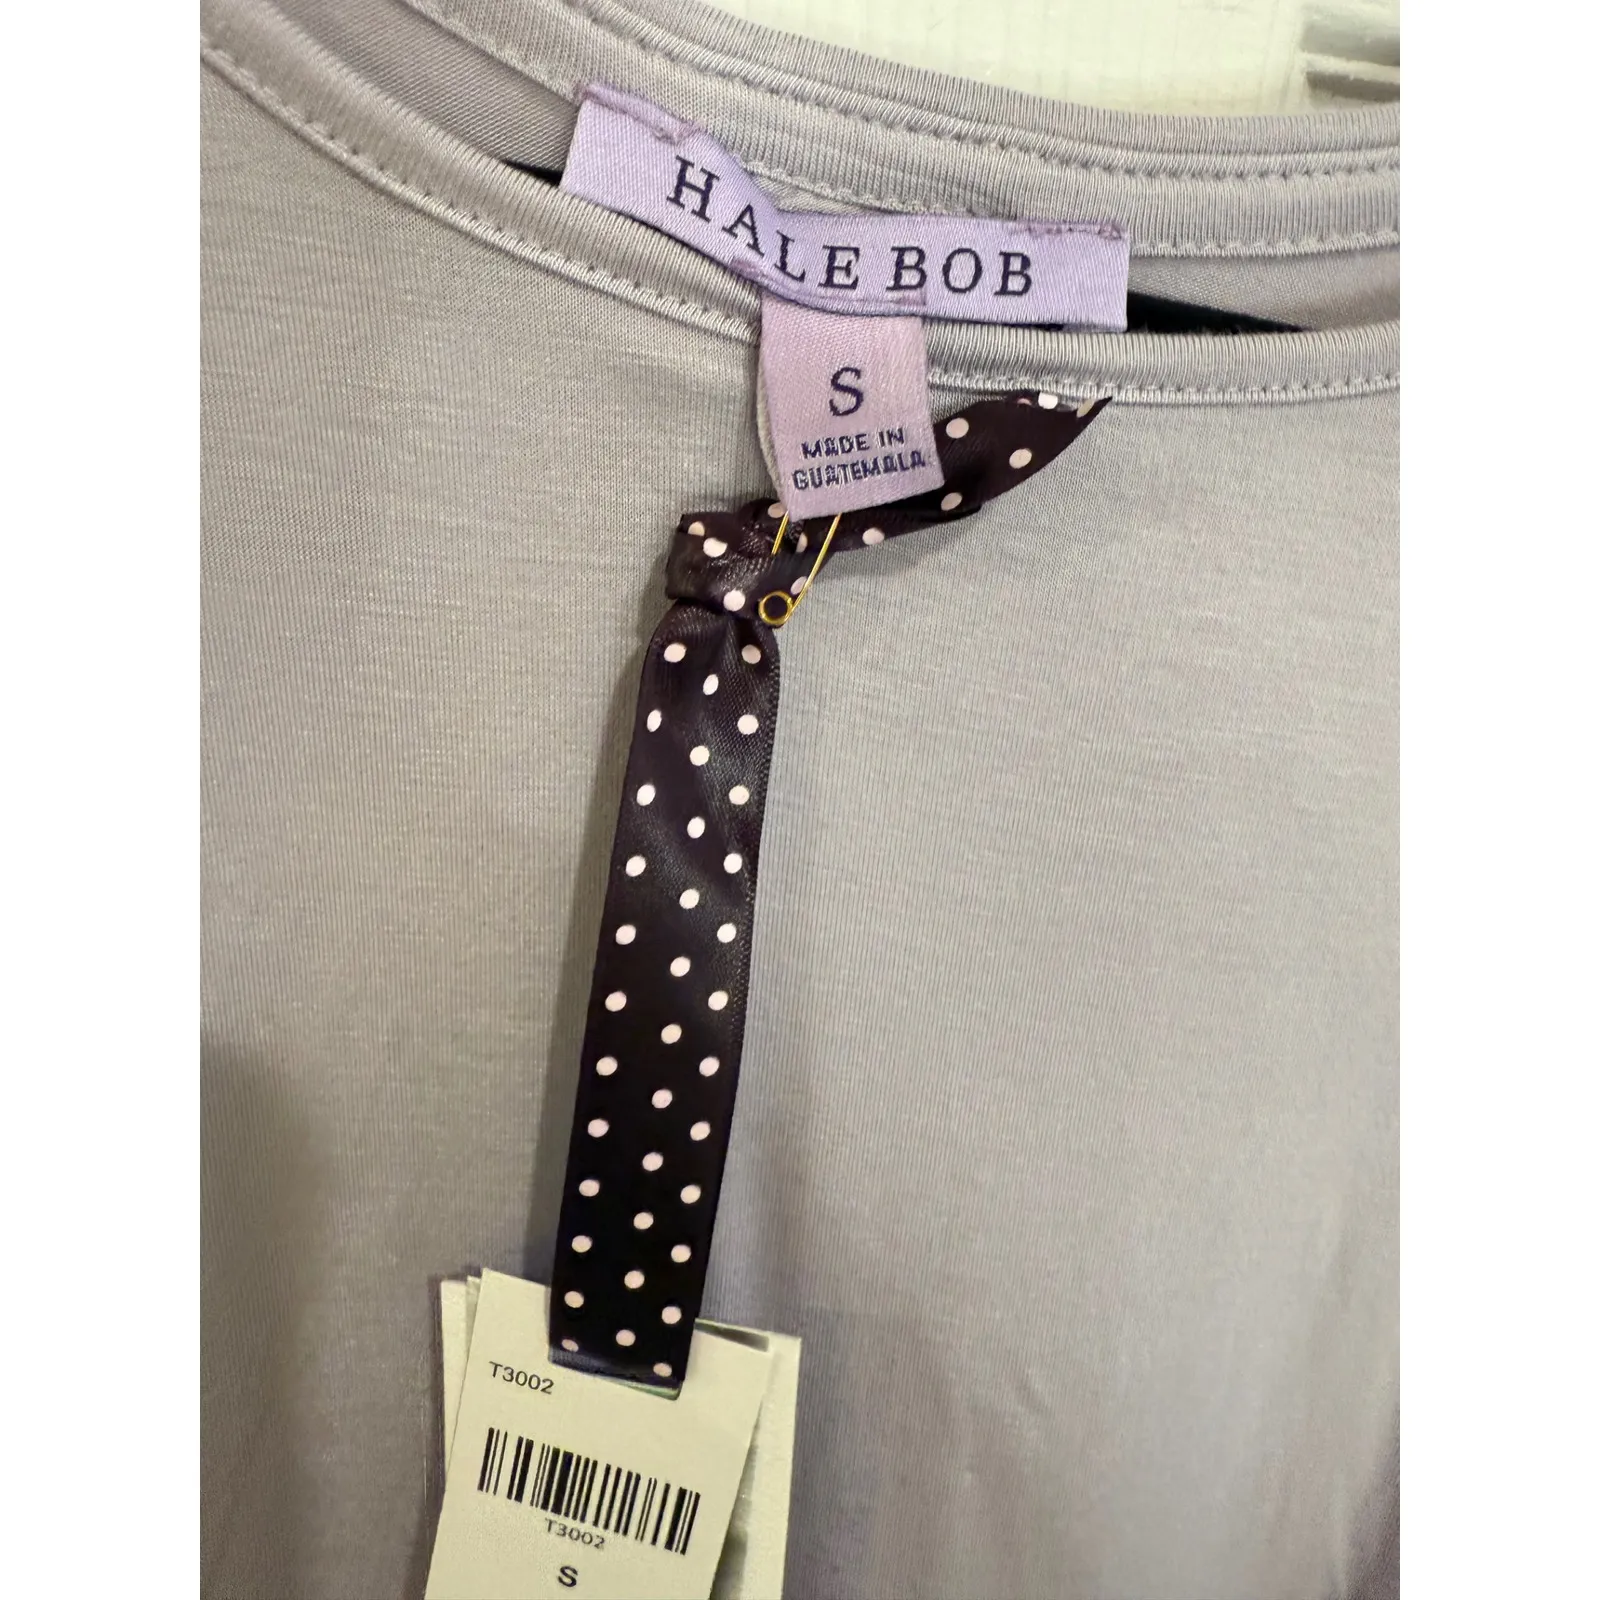 HALE BOB
S
MADE IN
GUATEMALA
T3002
T3002
S